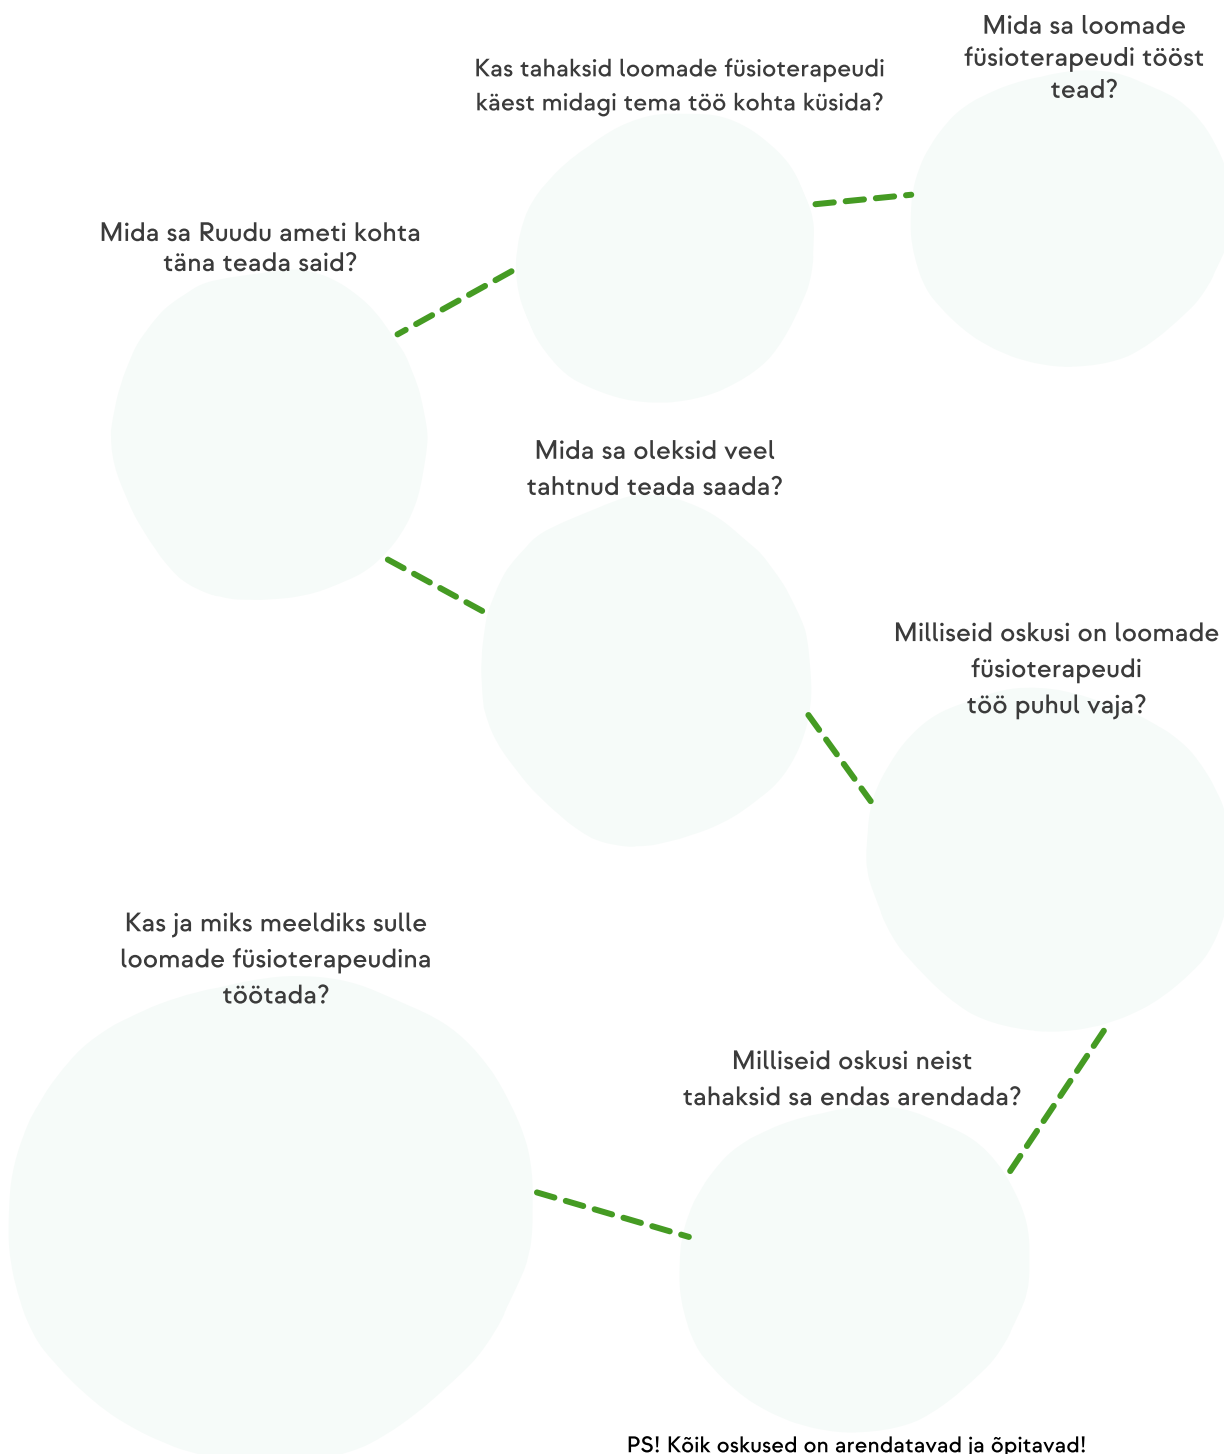 Mida sa loomade
füsioterapeudi tööst
tead?
Kas tahaksid loomade füsioterapeudi
käest midagi tema töö kohta küsida?
Mida sa Ruudu ameti kohta
täna teada said?
Mida sa oleksid veel
tahtnud teada saada?
Milliseid oskusi on loomade
füsioterapeudi
töö puhul vaja?
Milliseid oskusi neist
tahaksid sa endas arendada?
Kas ja miks meeldiks sulle
loomade füsioterapeudina
töötada?
PS! Kõik oskused on arendatavad ja õpitavad!